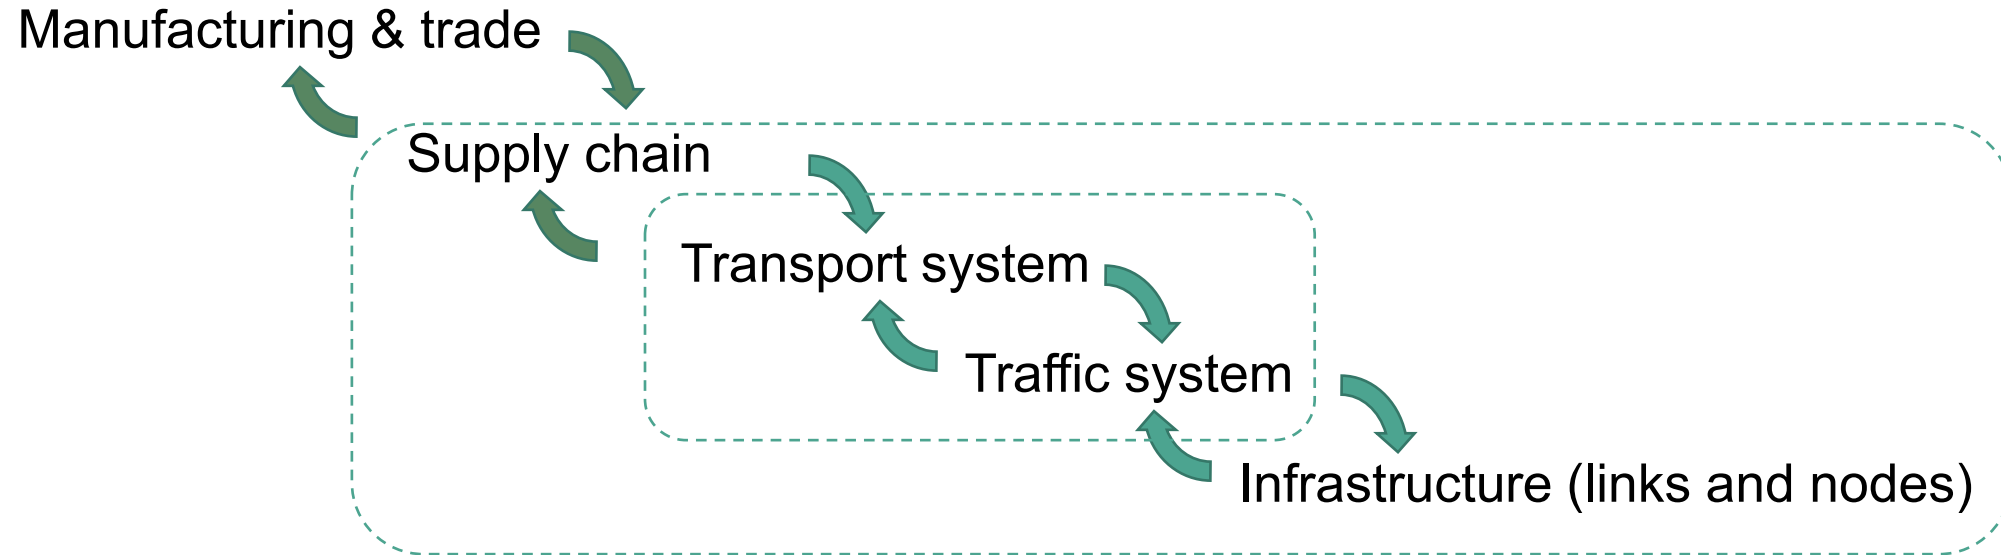 Manufacturing & trade
Supply chain
Transport system
Traffic system
Infrastructure (links and nodes)